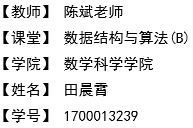 【教师】 陈斌老师
【课堂】 数据结构与算法(B)
【学院】 数学科学学院
【姓名】 田晨霄
【学号】 1700013239